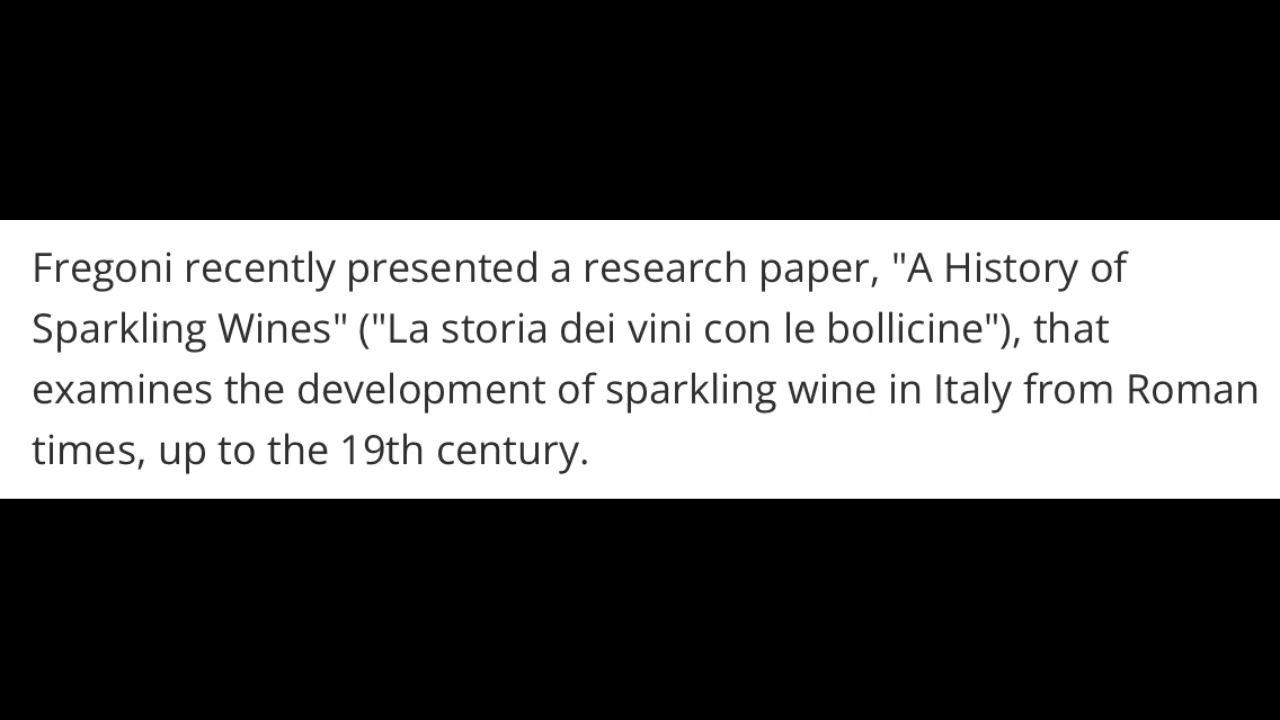 Fregoni recently presented a research paper, "A History of
Sparkling Wines" ("La storia dei vini con le bollicine"), that
examines the development of sparkling wine in Italy from Roman
times, up to the 19th century.